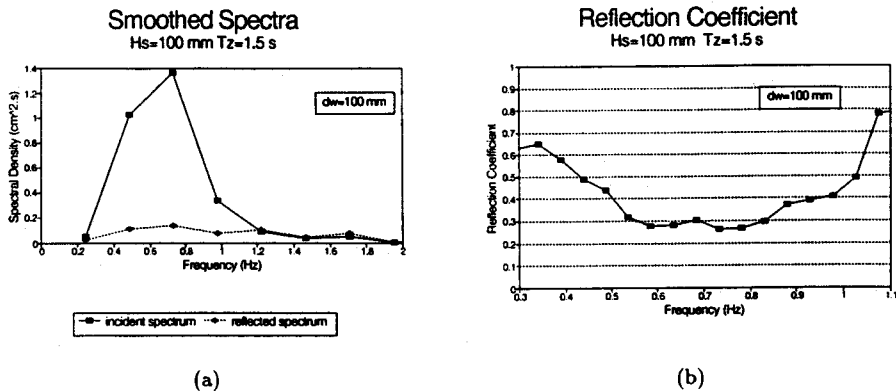 Smoothed Spectra
Hs=100 mm Tz=1.5 s
Spectral Density (cm^2.s)
1.4
1.2
1
0.8
0.6
0.4
0.2
0
dw=100 mm
0 0.2 0.4 0.6 0.8 1 1.2 1.4 1.6 1.8 2
Frequency (Hz)
incident spectrum reflected spectrum
(a)
Reflection Coefficient
Hs=100 mm Tz=1.5 s
Reflection Coefficient
1
0.9
0.8
0.7
0.6
0.5
0.4
0.3
0.2
0.1
0
dw=100 mm
0.3 0.4 0.5 0.6 0.7 0.8 0.9 1 1.1
Frequency (Hz)
(b)